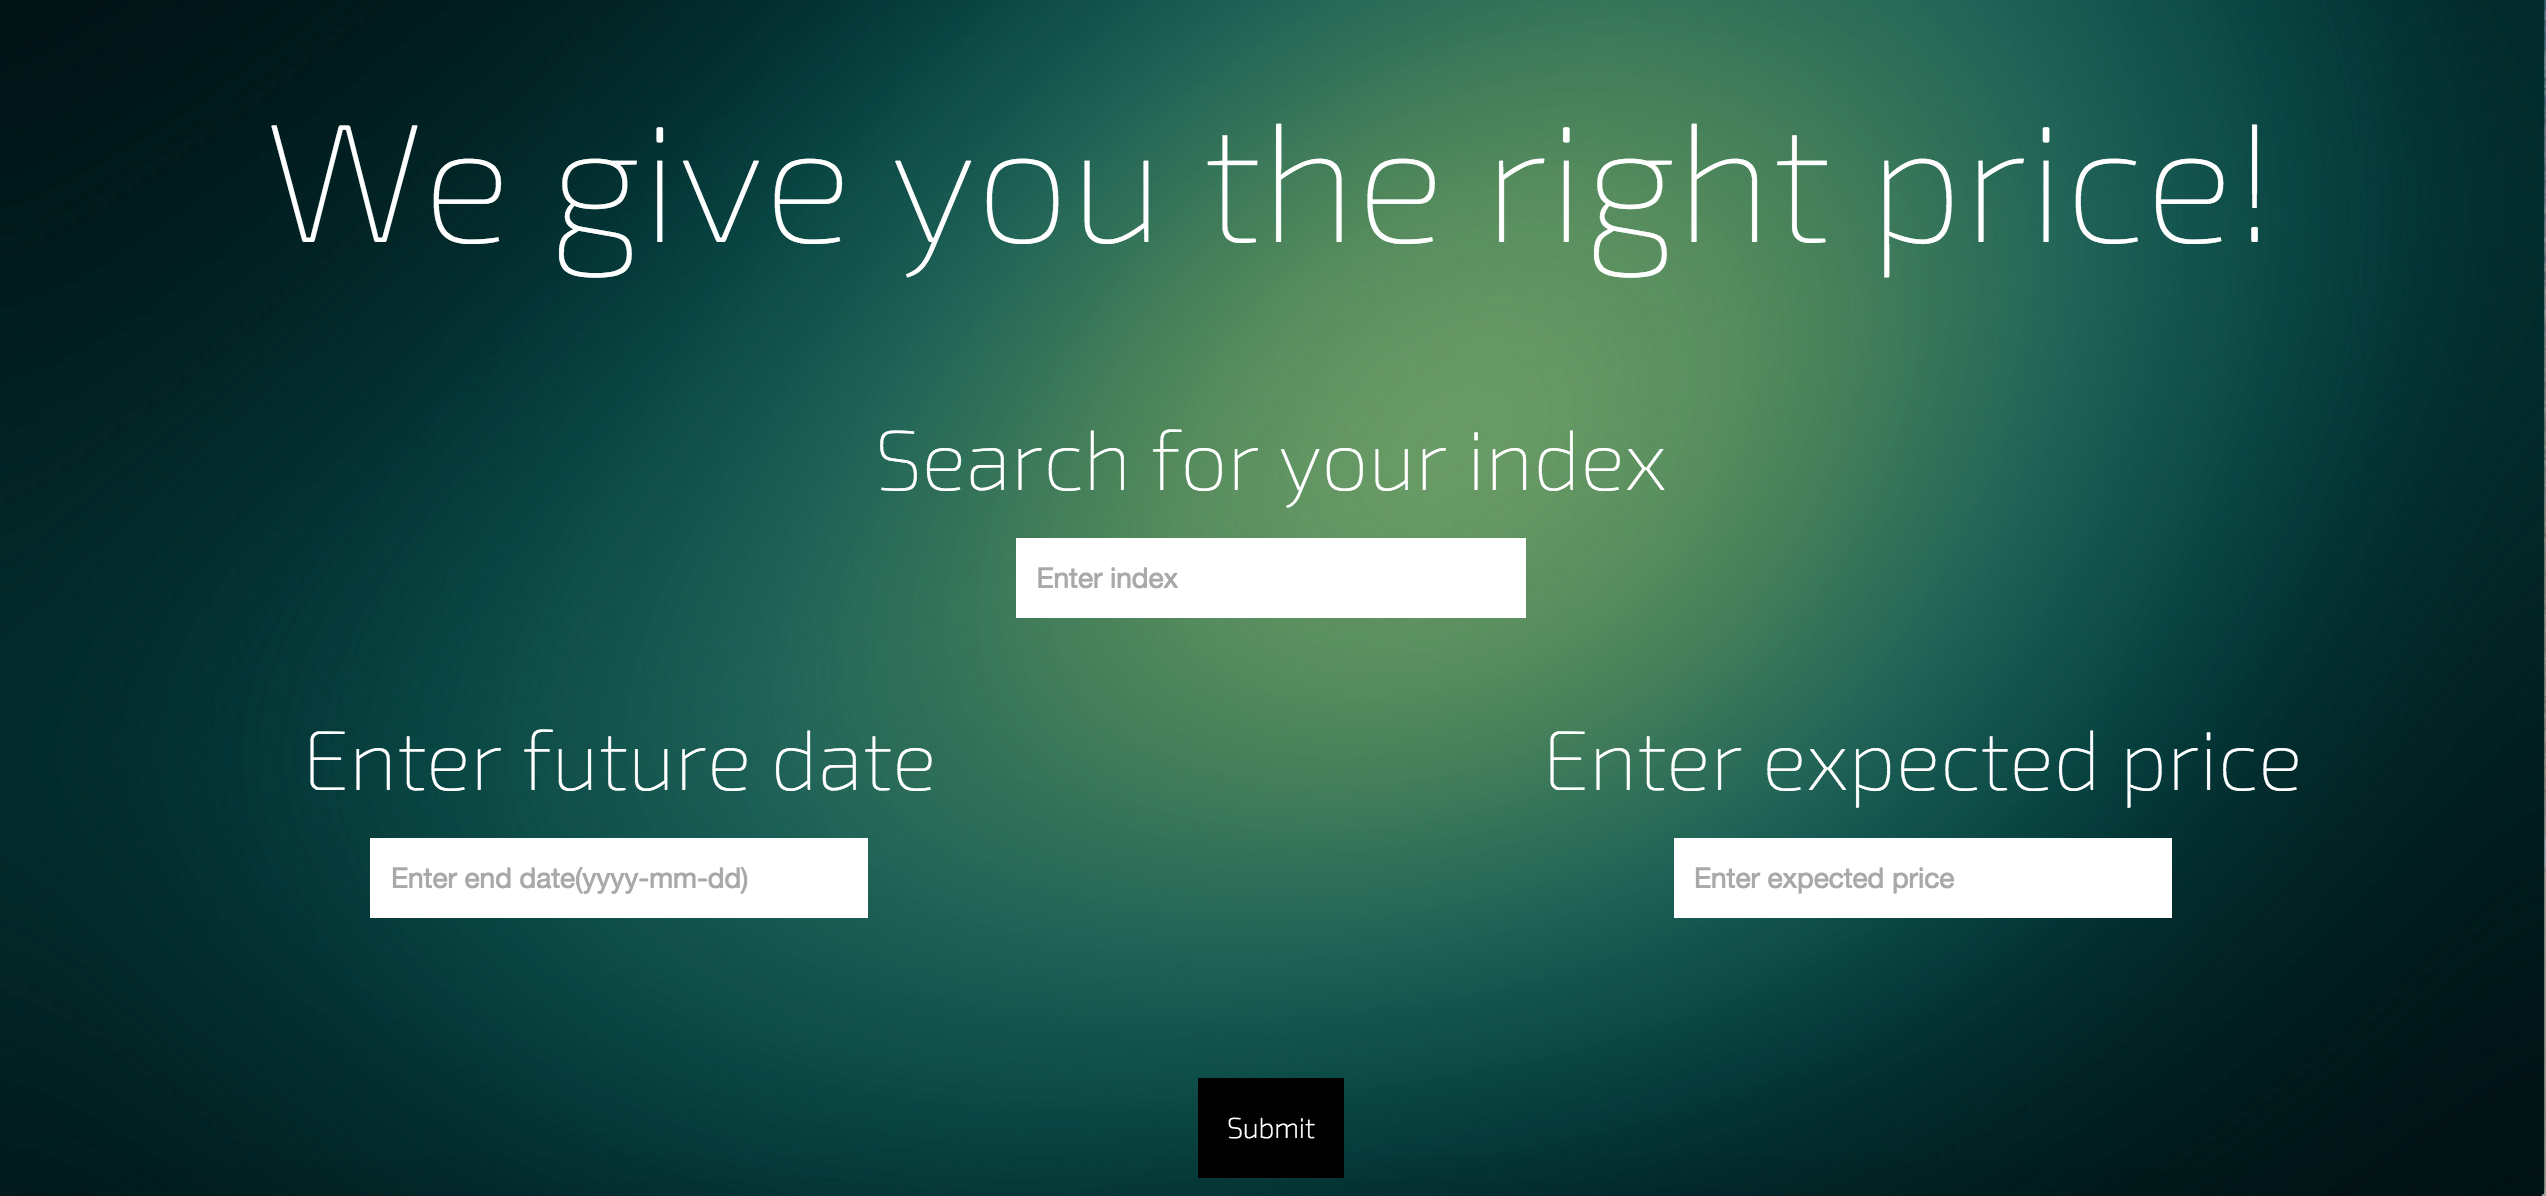 We give you the right price!
Search for your index
Enter index
Enter future date
Enter end date(yyyy-mm-dd)
Enter expected price
Enter expected price
Submit